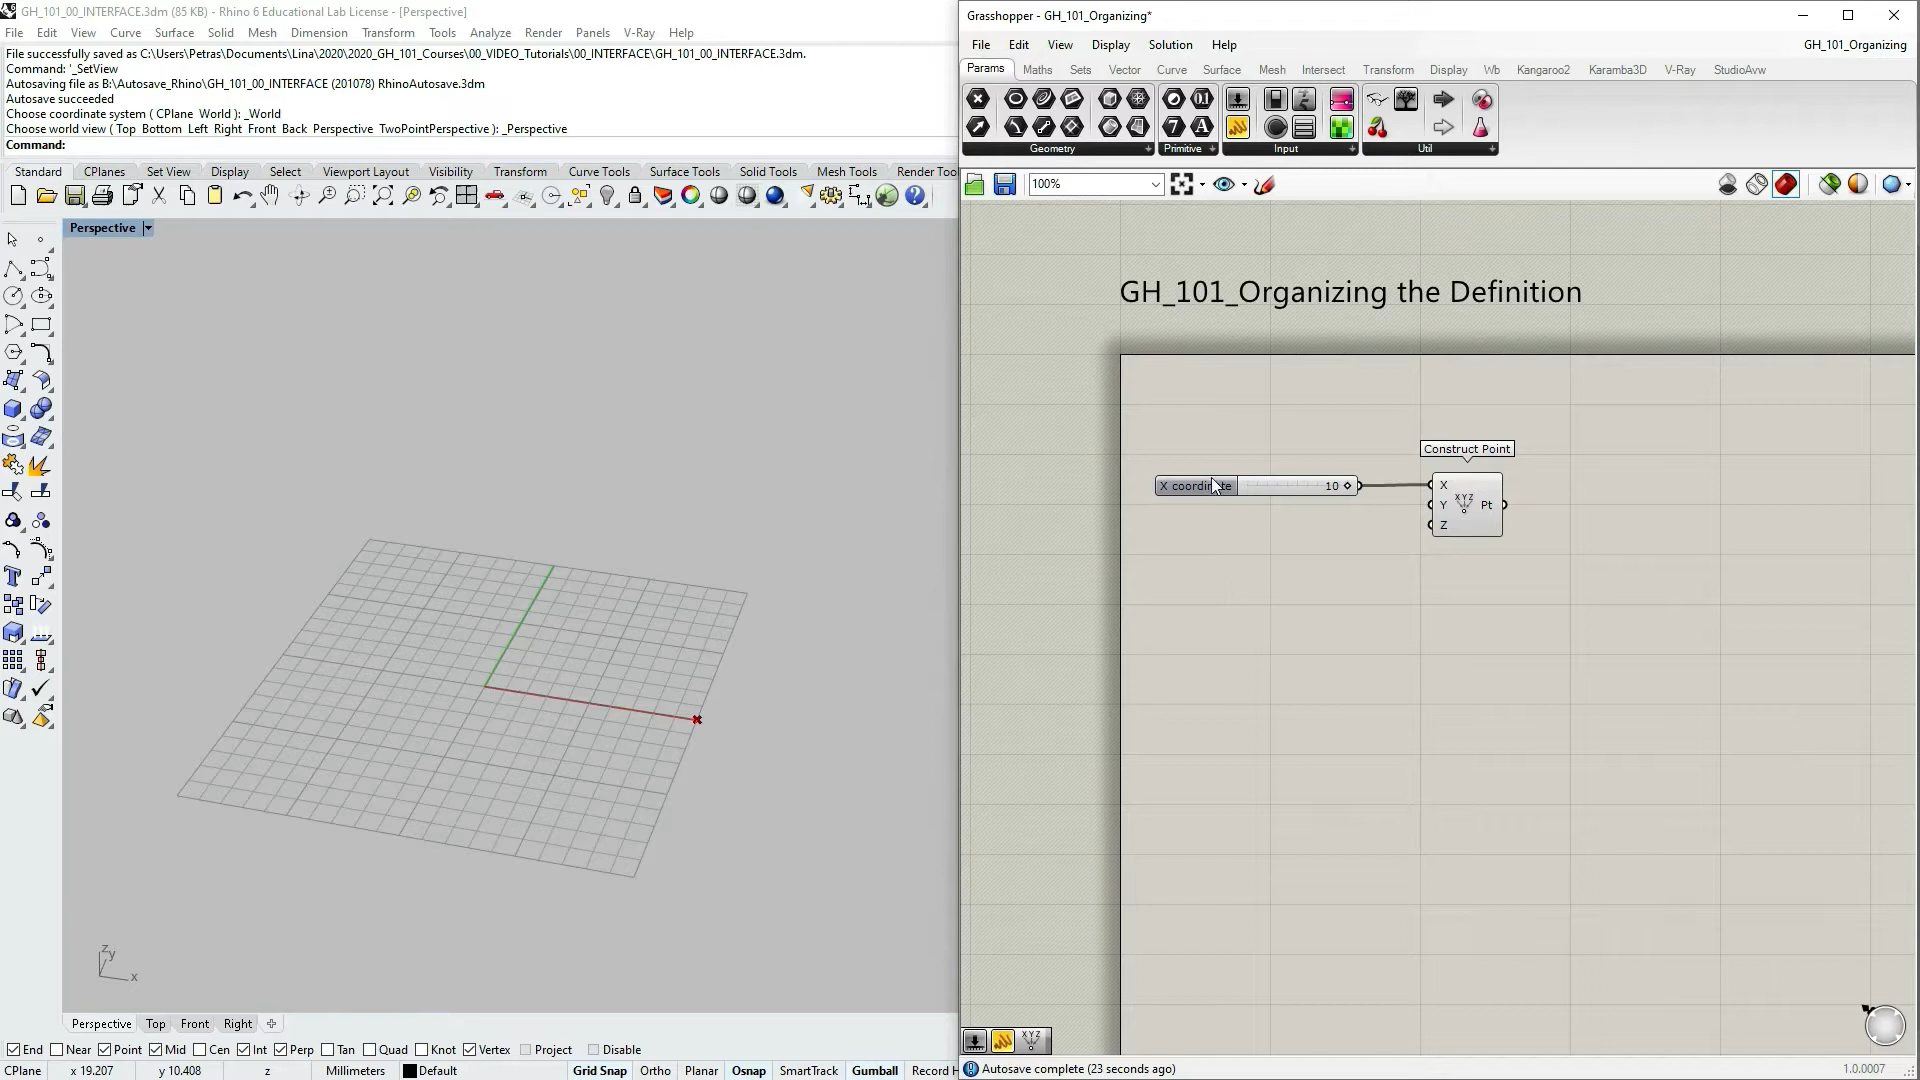 GH_101_00_INTERFACE.3dm (85 KB) - Rhino 6 Educational Lab License - [Perspective]
File Edit View Curve Surface Solid Mesh Dimension Transform Tools Analyze Render Panels V-Ray Help
File successfully saved as C:\Users\Petras\Documents\Lina\2020\2020_GH_101_Courses\00_VIDEO_Tutorials\00_INTERFACE\GH_101_00_INTERFACE.3dm.
Command: '_SetView
Autosaving file as B:\Autosave_Rhino\GH_101_00_INTERFACE (201078) RhinoAutosave.3dm
Autosave succeeded
Choose coordinate system ( CPlane World ): _World
Choose world view ( Top Bottom Left Right Front Back Perspective TwoPointPerspective ): _Perspective
Command:
Standard CPlanes Set View Display Select Viewport Layout Visibility Transform Curve Tools Surface Tools Solid Tools Mesh Tools Render Too
Perspective
z y x
Perspective Top Front Right
End Near Point Mid Cen Int Perp Tan Quad Knot Vertex Project Disable
CPlane x 19.207 y 10.408 z Millimeters Default Grid Snap Ortho Planar Osnap SmartTrack Gumball Record H
Grasshopper - GH_101_Organizing*
File Edit View Display Solution Help GH_101_Organizing
Params Maths Sets Vector Curve Surface Mesh Intersect Transform Display Wb Kangaroo2 Karamba3D V-Ray StudioAvw
Geometry Primitive Input Util
100%
GH_101_Organizing the Definition
Construct Point
X coordinate 10
X
Y XYZ Pt
Z
XYZ
Autosave complete (23 seconds ago) 1.0.0007